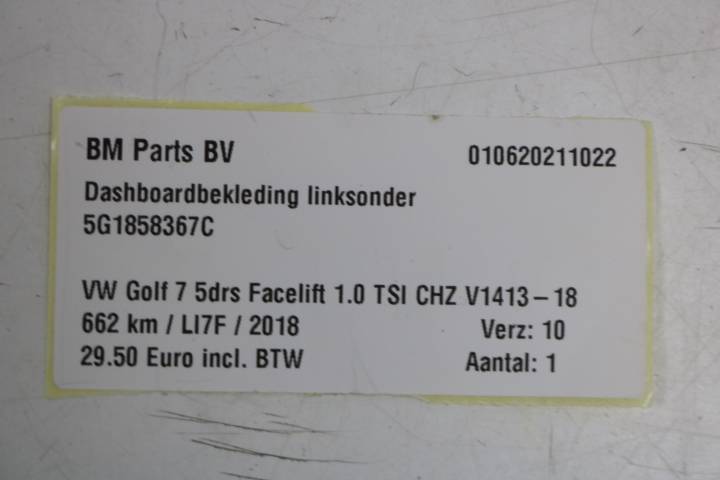 BM Parts BV 010620211022
Dashboardbekleding linksonder
5G1858367C
VW Golf 7 5drs Facelift 1.0 TSI CHZ V1413-18
662 km / LI7F / 2018 Verz: 10
29.50 Euro incl. BTW Aantal: 1